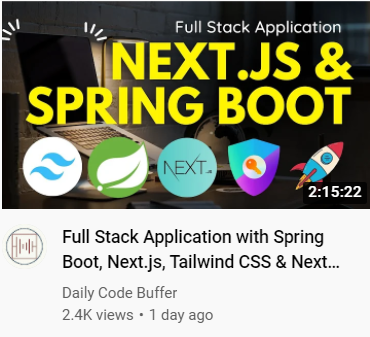 Full Stack Application
NEXT.JS &
SPRING BOOT
NEXT.JS
2:15:22
Full Stack Application with Spring
Boot, Next.js, Tailwind CSS & Next...
Daily Code Buffer
2.4K views • 1 day ago